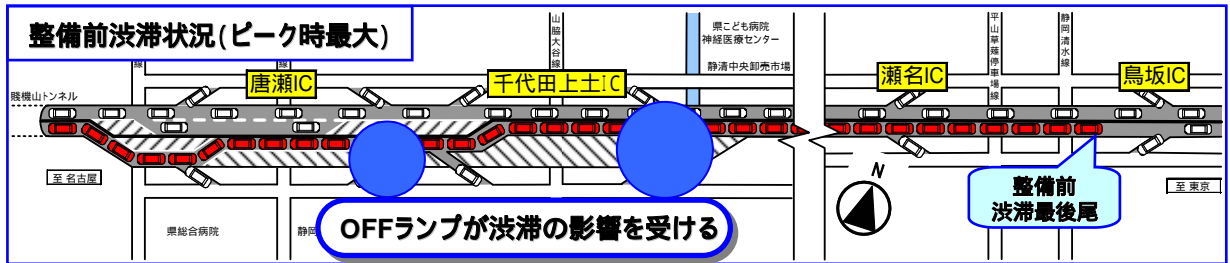 整備前渋滞状況(ピーク時最大)
唐瀬IC
千代田上土IC
瀬名IC
鳥坂IC
山脇大谷線
県こども病院
神経医療センター
静清中央卸売市場
平山草薙停車場線
静岡清水線
賤機山トンネル
至 名古屋
N
整備前
渋滞最後尾
至 東京
県総合病院
静岡
OFFランプが渋滞の影響を受ける